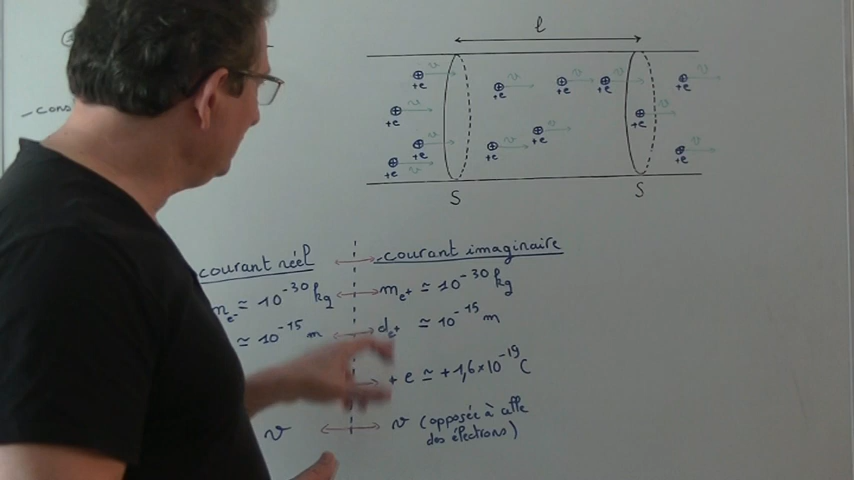 l
v
+e
v
+e
v
+e
v
+e
v
+e
v
+e
v
+e
v
+e
v
+e
v
+e
v
+e
v
+e
S
S
- cons
courant réel
courant imaginaire
me- ≃ 10^-30 kg
me+ ≃ 10^-30 kg
≃ 10^-15 m
de+ ≃ 10^-15 m
+ e ≃ +1,6×10^-19 C
v
v (opposée à celle
des électrons)